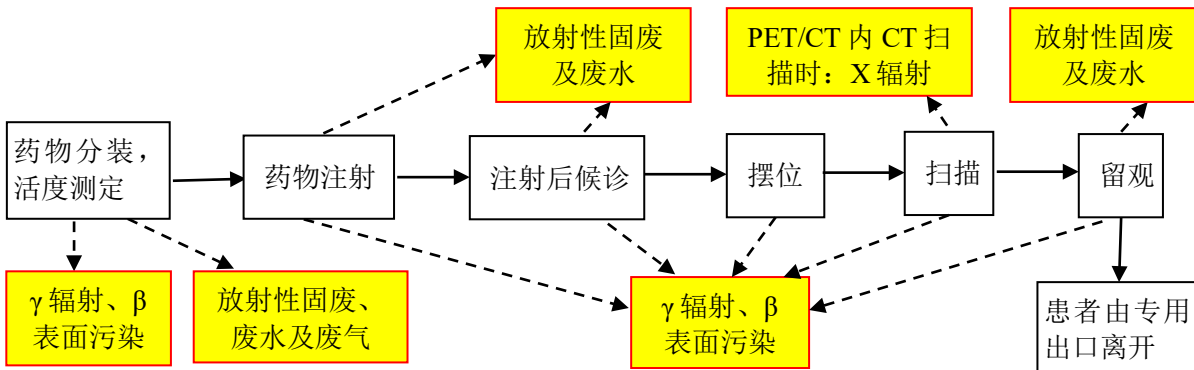 放射性固废
及废水
PET/CT 内 CT 扫
描时：X 辐射
放射性固废
及废水
药物分装，
活度测定
药物注射
注射后候诊
摆位
扫描
留观
γ 辐射、β
表面污染
放射性固废、
废水及废气
γ 辐射、β
表面污染
患者由专用
出口离开